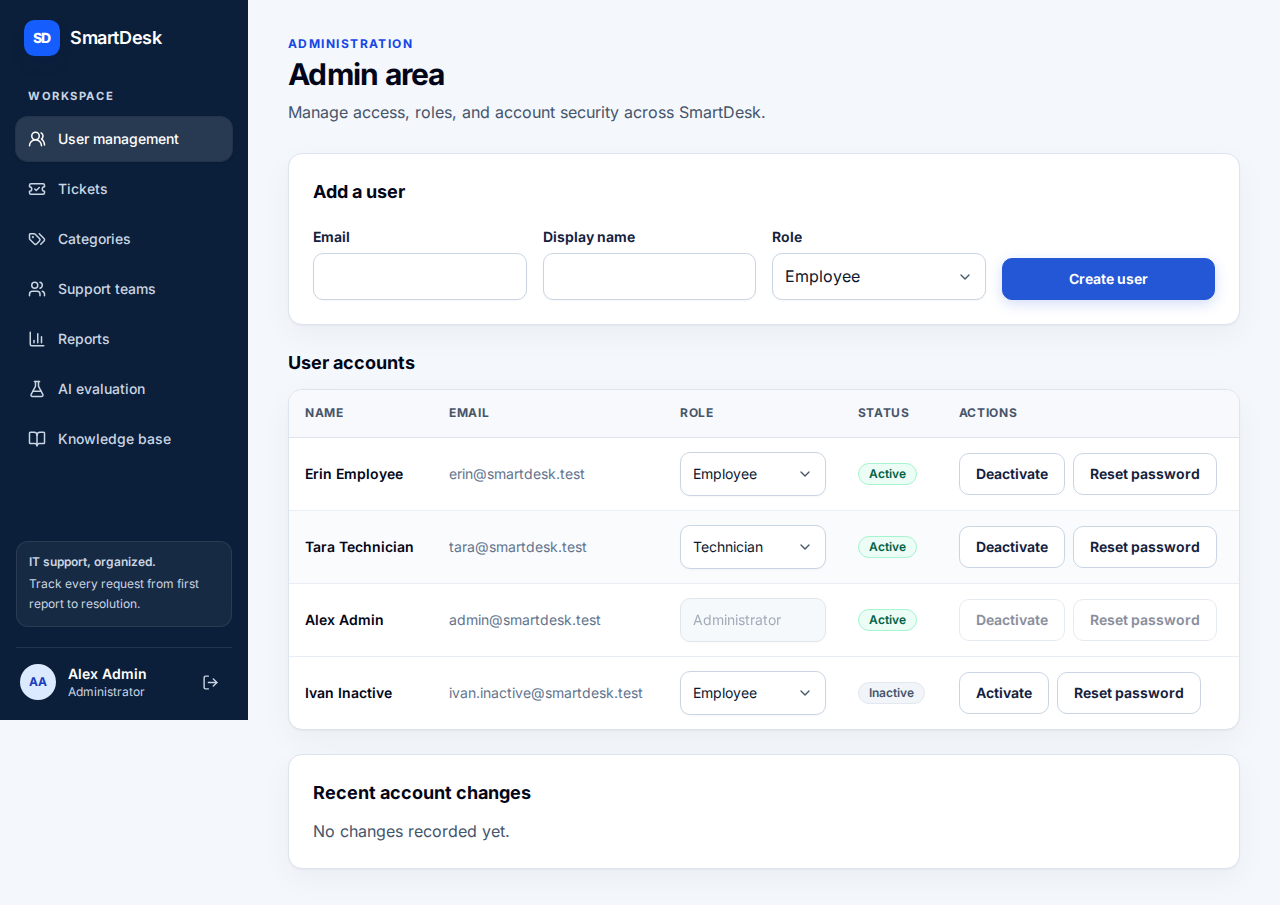 SD SmartDesk
WORKSPACE
User management
Tickets
Categories
Support teams
Reports
AI evaluation
Knowledge base
IT support, organized.
Track every request from first
report to resolution.
AA Alex Admin
Administrator
ADMINISTRATION
Admin area
Manage access, roles, and account security across SmartDesk.
Add a user
Email Display name Role
Employee Create user
User accounts
NAME EMAIL ROLE STATUS ACTIONS
Erin Employee erin@smartdesk.test Employee Active Deactivate Reset password
Tara Technician tara@smartdesk.test Technician Active Deactivate Reset password
Alex Admin admin@smartdesk.test Administrator Active Deactivate Reset password
Ivan Inactive ivan.inactive@smartdesk.test Employee Inactive Activate Reset password
Recent account changes
No changes recorded yet.